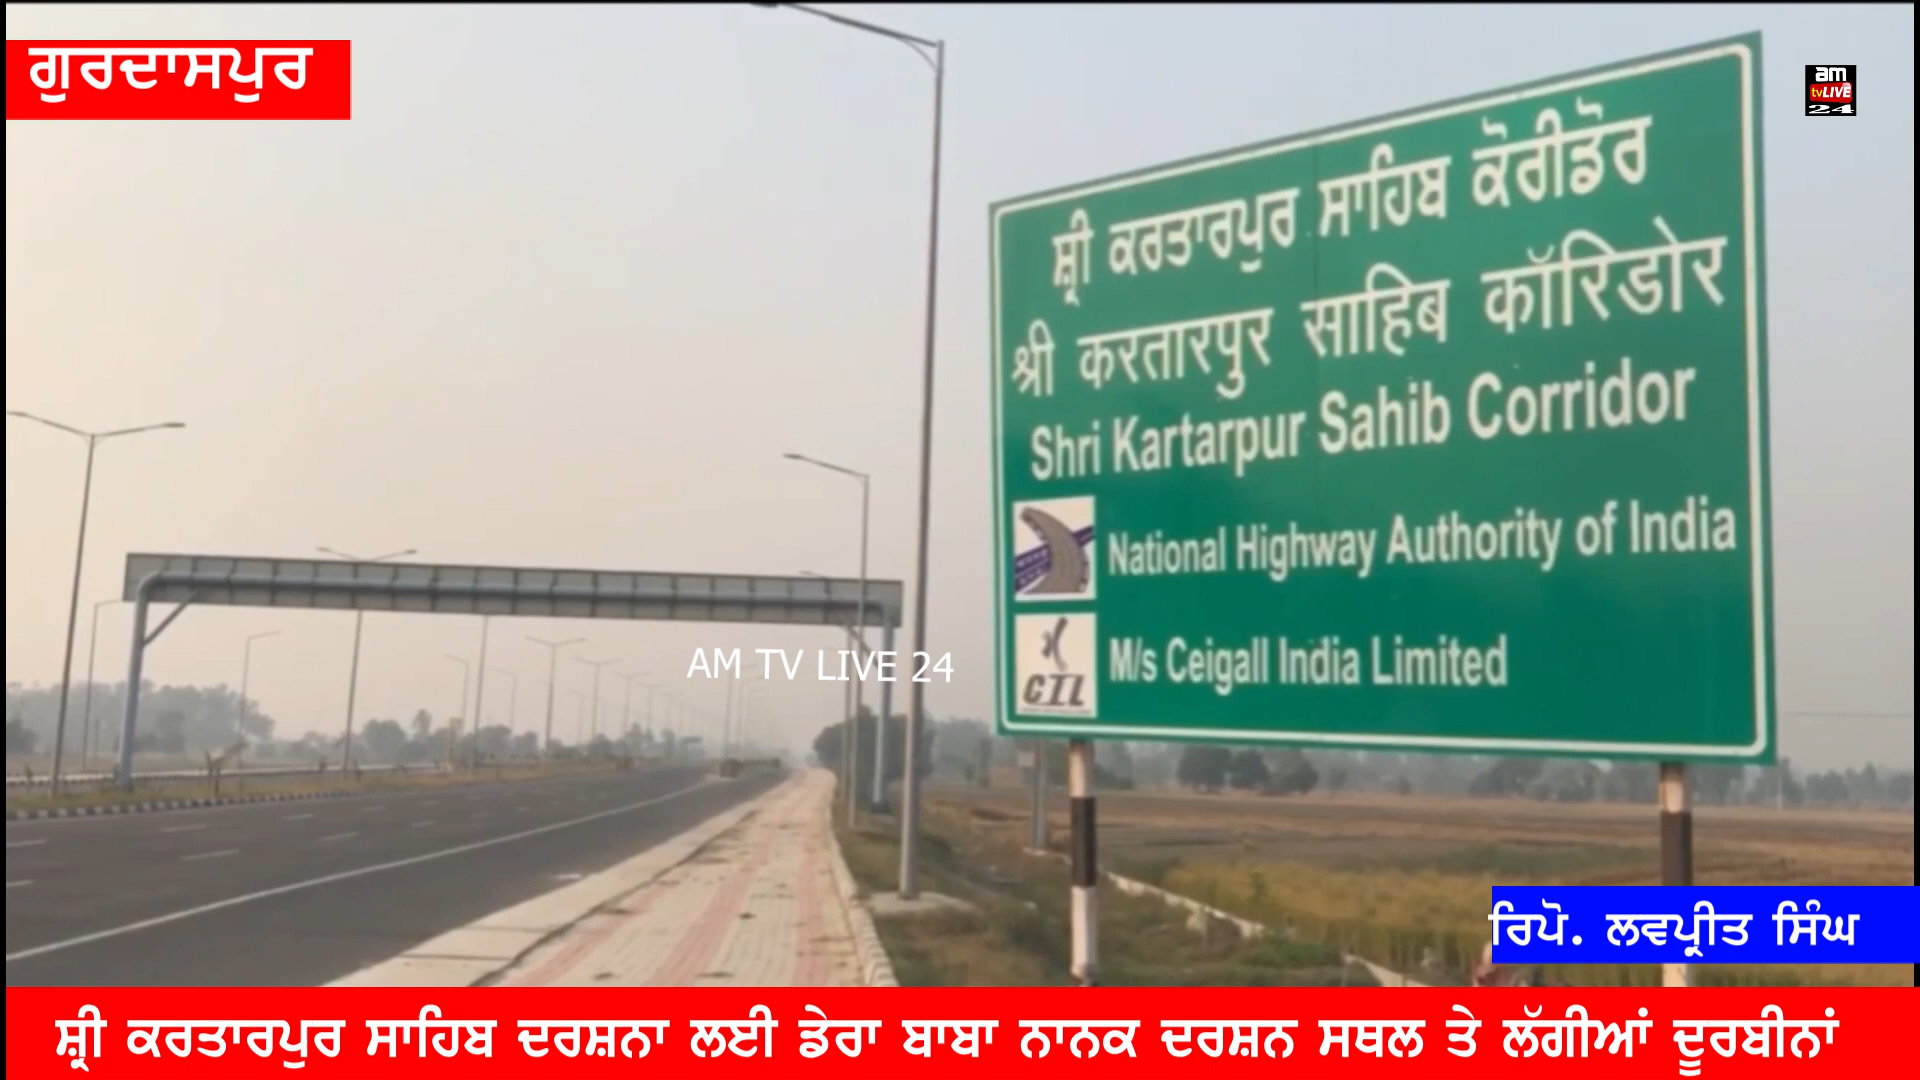 ਗੁਰਦਾਸਪੁਰ
am
tvLIVE
24
ਸ਼੍ਰੀ ਕਰਤਾਰਪੁਰ ਸਾਹਿਬ ਕੋਰੀਡੋਰ
श्री करतारपुर साहिब कॉरिडोर
Shri Kartarpur Sahib Corridor
National Highway Authority of India
CIL
M/s Ceigall India Limited
AM TV LIVE 24
ਰਿਪੋ. ਲਵਪ੍ਰੀਤ ਸਿੰਘ
ਸ਼੍ਰੀ ਕਰਤਾਰਪੁਰ ਸਾਹਿਬ ਦਰਸ਼ਨਾ ਲਈ ਡੇਰਾ ਬਾਬਾ ਨਾਨਕ ਦਰਸ਼ਨ ਸਥਲ ਤੇ ਲੱਗੀਆਂ ਦੂਰਬੀਨਾਂ